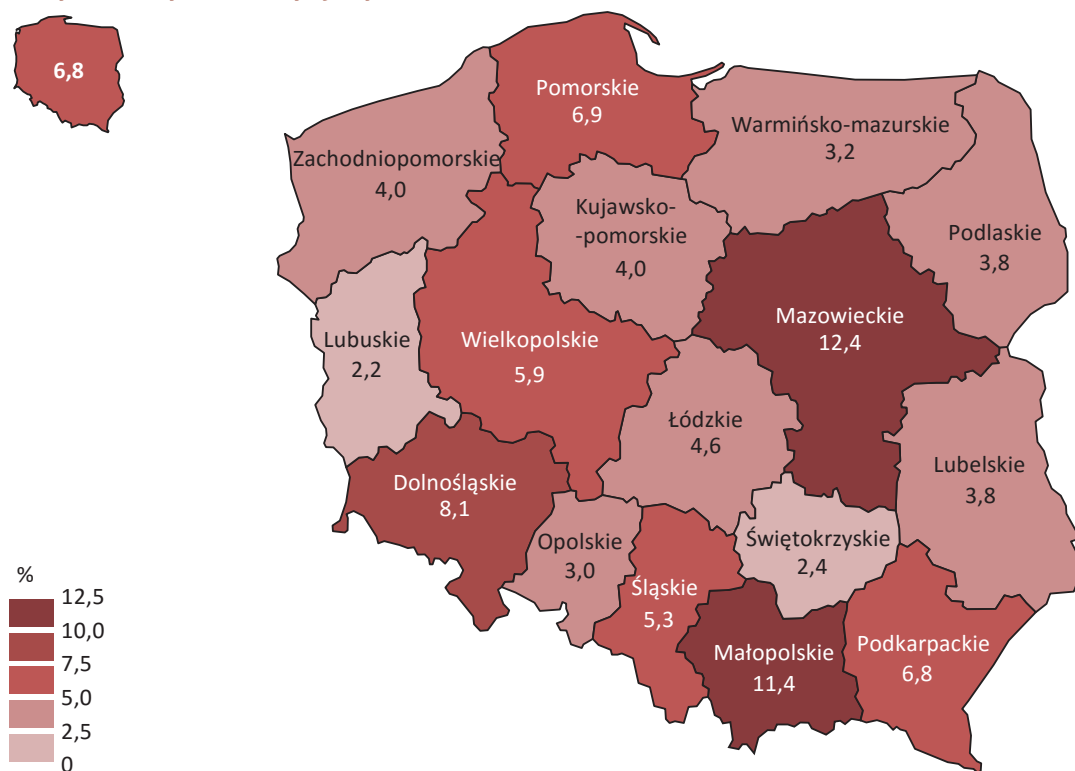 6,8
Pomorskie
6,9
Warmińsko-mazurskie
3,2
Zachodniopomorskie
4,0
Kujawsko-
-pomorskie
4,0
Podlaskie
3,8
Mazowieckie
12,4
Lubuskie
2,2
Wielkopolskie
5,9
Łódzkie
4,6
Lubelskie
3,8
Dolnośląskie
8,1
Opolskie
3,0
Świętokrzyskie
2,4
Śląskie
5,3
Małopolskie
11,4
Podkarpackie
6,8
%
12,5
10,0
7,5
5,0
2,5
0